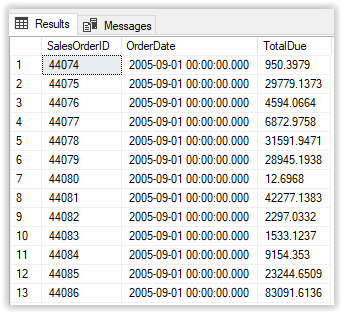 Results Messages
SalesOrderID OrderDate TotalDue
1 44074 2005-09-01 00:00:00.000 950.3979
2 44075 2005-09-01 00:00:00.000 29779.1373
3 44076 2005-09-01 00:00:00.000 4594.0664
4 44077 2005-09-01 00:00:00.000 6872.9758
5 44078 2005-09-01 00:00:00.000 31591.9471
6 44079 2005-09-01 00:00:00.000 28945.1938
7 44080 2005-09-01 00:00:00.000 12.6968
8 44081 2005-09-01 00:00:00.000 42277.1383
9 44082 2005-09-01 00:00:00.000 2297.0332
10 44083 2005-09-01 00:00:00.000 1533.1237
11 44084 2005-09-01 00:00:00.000 9154.353
12 44085 2005-09-01 00:00:00.000 23244.6509
13 44086 2005-09-01 00:00:00.000 83091.6136